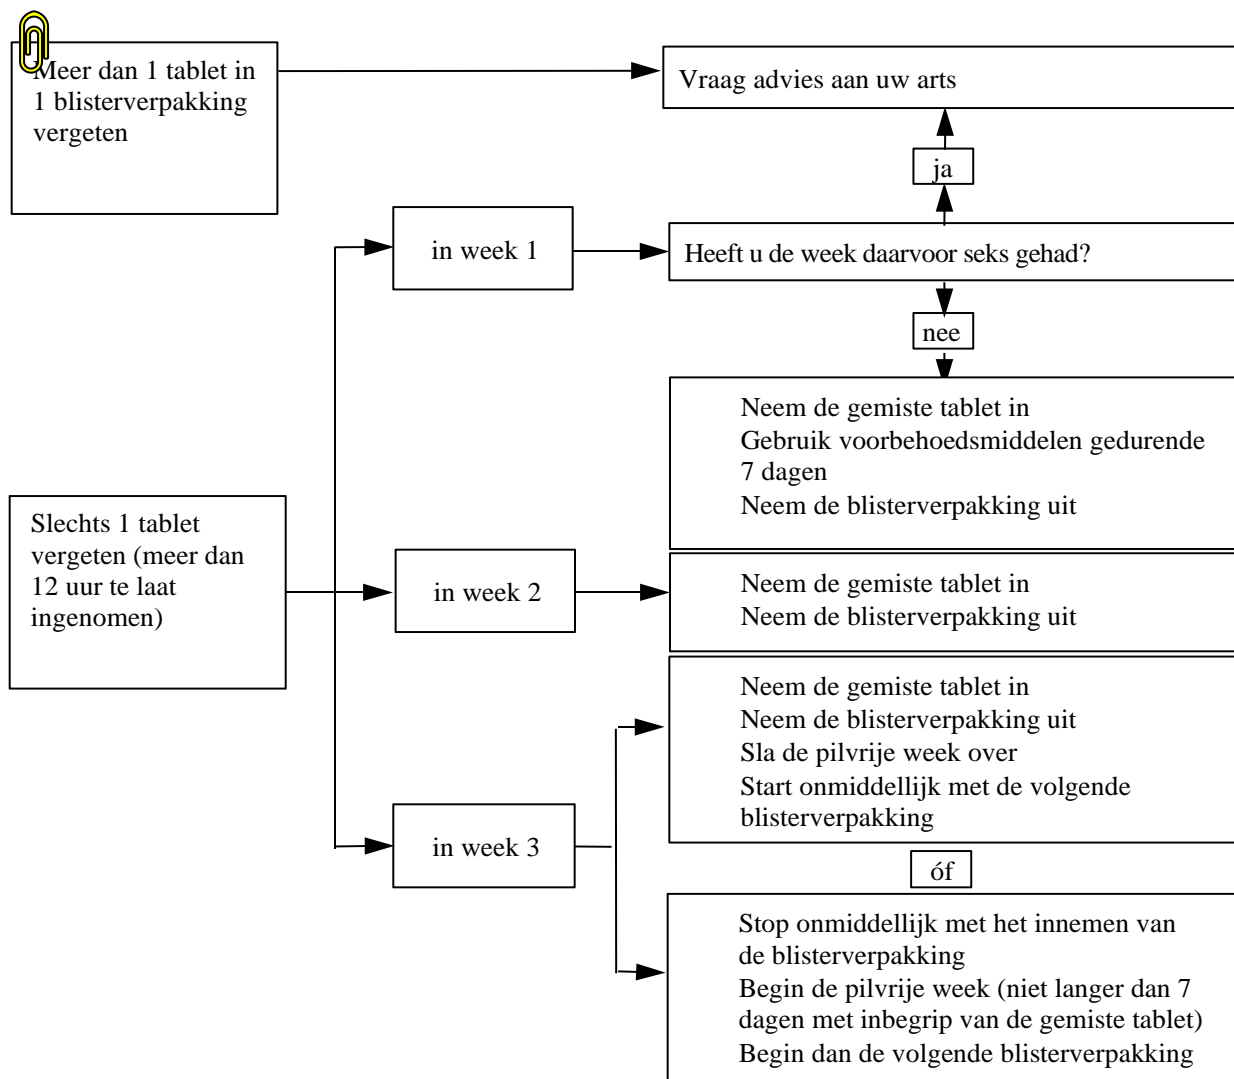 Meer dan 1 tablet in
1 blisterverpakking
vergeten
Vraag advies aan uw arts
ja
in week 1
Heeft u de week daarvoor seks gehad?
nee
Neem de gemiste tablet in
Gebruik voorbehoedsmiddelen gedurende
7 dagen
Neem de blisterverpakking uit
Slechts 1 tablet
vergeten (meer dan
12 uur te laat
ingenomen)
in week 2
Neem de gemiste tablet in
Neem de blisterverpakking uit
in week 3
Neem de gemiste tablet in
Neem de blisterverpakking uit
Sla de pilvrije week over
Start onmiddellijk met de volgende
blisterverpakking
óf
Stop onmiddellijk met het innemen van
de blisterverpakking
Begin de pilvrije week (niet langer dan 7
dagen met inbegrip van de gemiste tablet)
Begin dan de volgende blisterverpakking